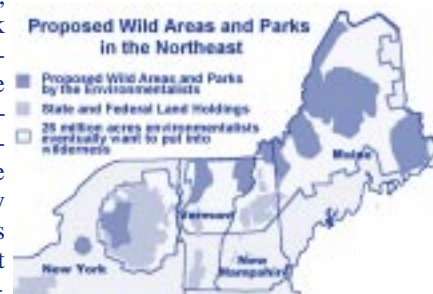 Proposed Wild Areas and Parks
in the Northeast
Proposed Wild Areas and Parks
by the Environmentalists
State and Federal Land Holdings
26 million acres environmentalists
eventually want to put into
wilderness
Maine
Vermont
New York
New
Hampshire